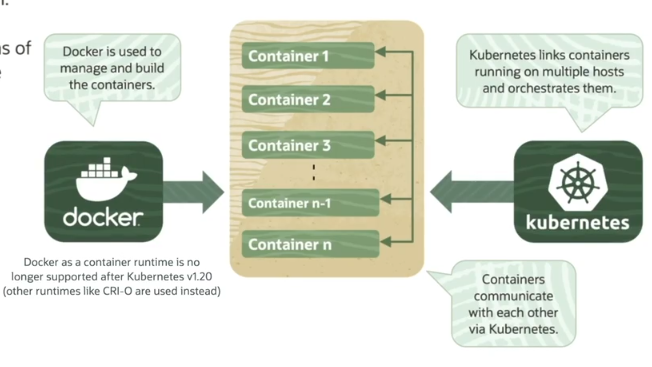 ns of
Docker is used to
manage and build
the containers.
Container 1
Container 2
Container 3
Container n-1
Container n
Kubernetes links containers
running on multiple hosts
and orchestrates them.
docker
kubernetes
Docker as a container runtime is no
longer supported after Kubernetes v1.20
(other runtimes like CRI-O are used instead)
Containers
communicate
with each other
via Kubernetes.